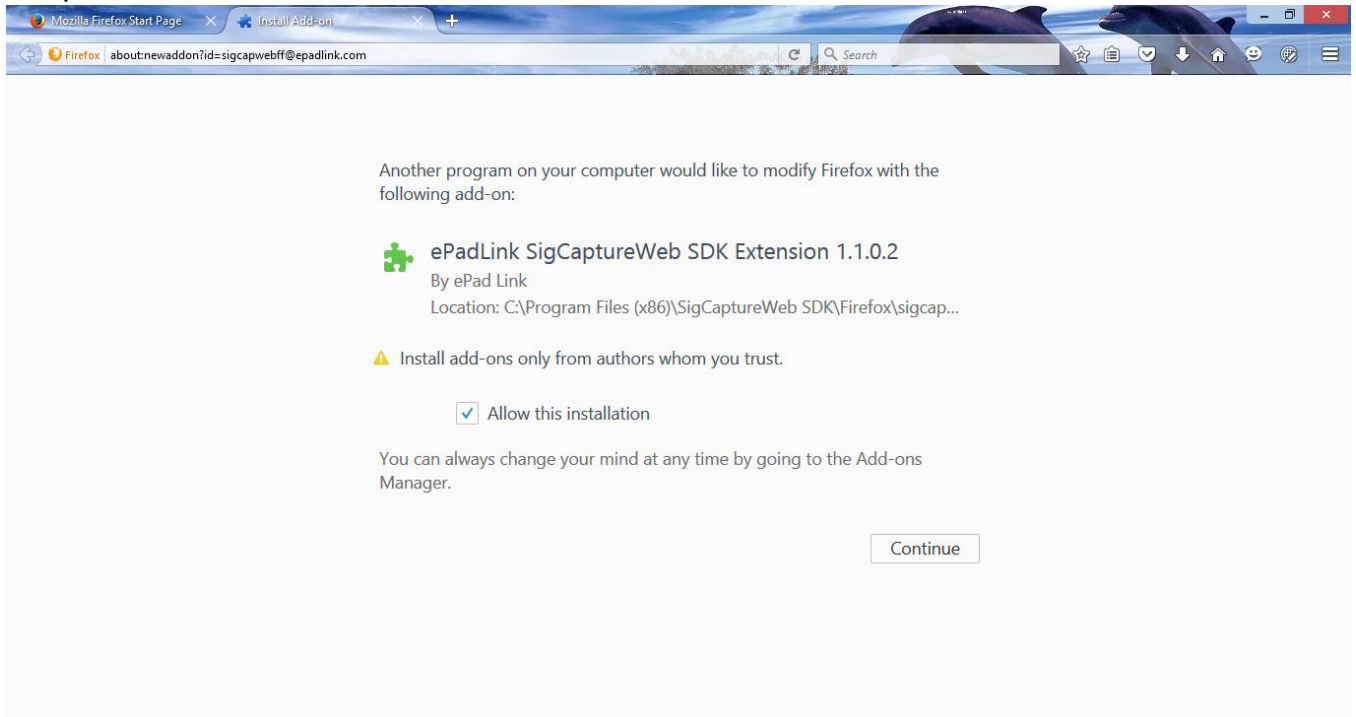 Mozilla Firefox Start Page
Install Add-on
Firefox about:newaddon?id=sigcapwebff@epadlink.com
Search
Another program on your computer would like to modify Firefox with the
following add-on:
ePadLink SigCaptureWeb SDK Extension 1.1.0.2
By ePad Link
Location: C:\Program Files (x86)\SigCaptureWeb SDK\Firefox\sigcap...
Install add-ons only from authors whom you trust.
Allow this installation
You can always change your mind at any time by going to the Add-ons
Manager.
Continue